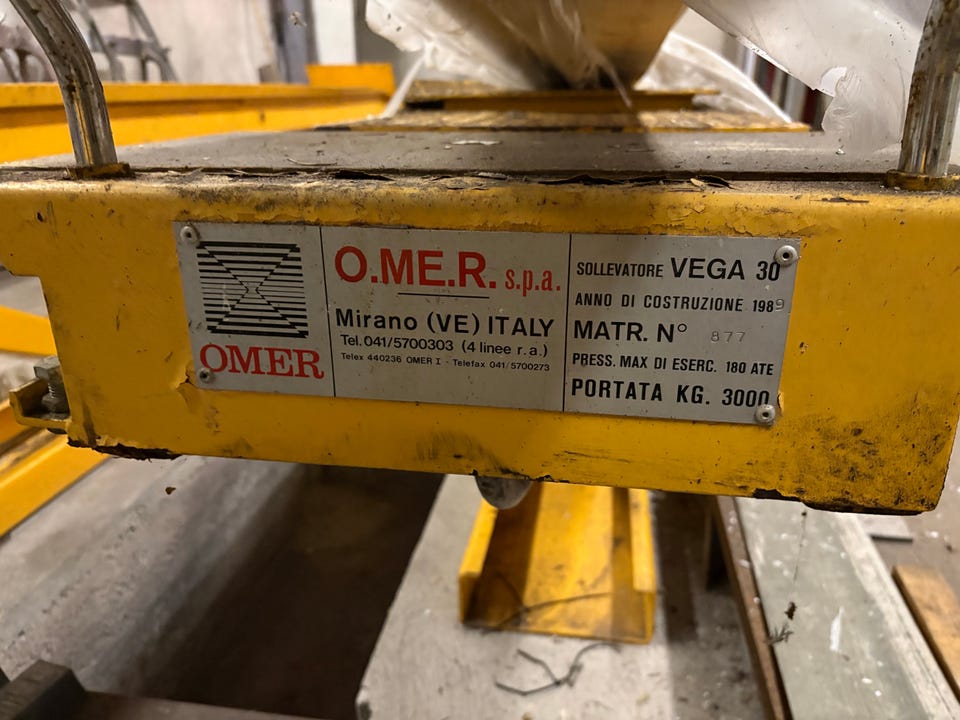 OMER
O.ME.R. s.p.a.
Mirano (VE) ITALY
Tel. 041/5700303 (4 linee r.a.)
Telex 440236 OMER I - Telefax 041/5700273
SOLLEVATORE VEGA 30
ANNO DI COSTRUZIONE 1989
MATR. N° 877
PRESS. MAX DI ESERC. 180 ATE
PORTATA KG. 3000